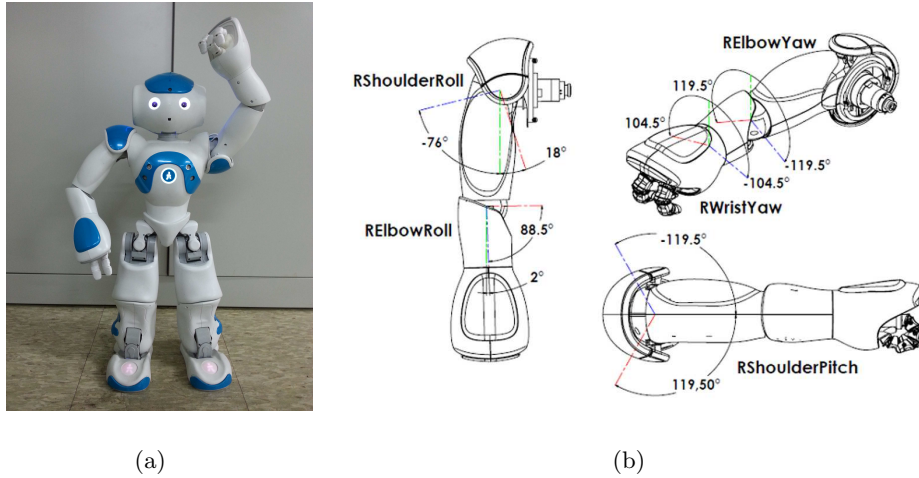 RShoulderRoll
-76°
18°
RElbowRoll
88.5°
2°
RElbowYaw
119.5°
104.5°
-119.5°
-104.5°
RWristYaw
-119.5°
119,50°
RShoulderPitch
(a)
(b)